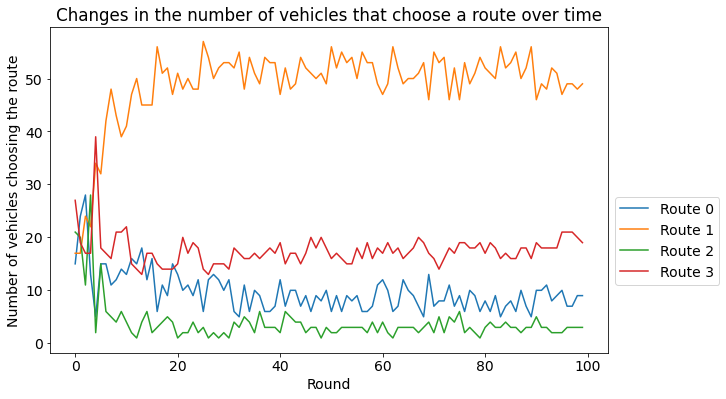 Changes in the number of vehicles that choose a route over time
Number of vehicles choosing the route
50
40
30
20
10
0
0
20
40
60
80
100
Round
Route 0
Route 1
Route 2
Route 3